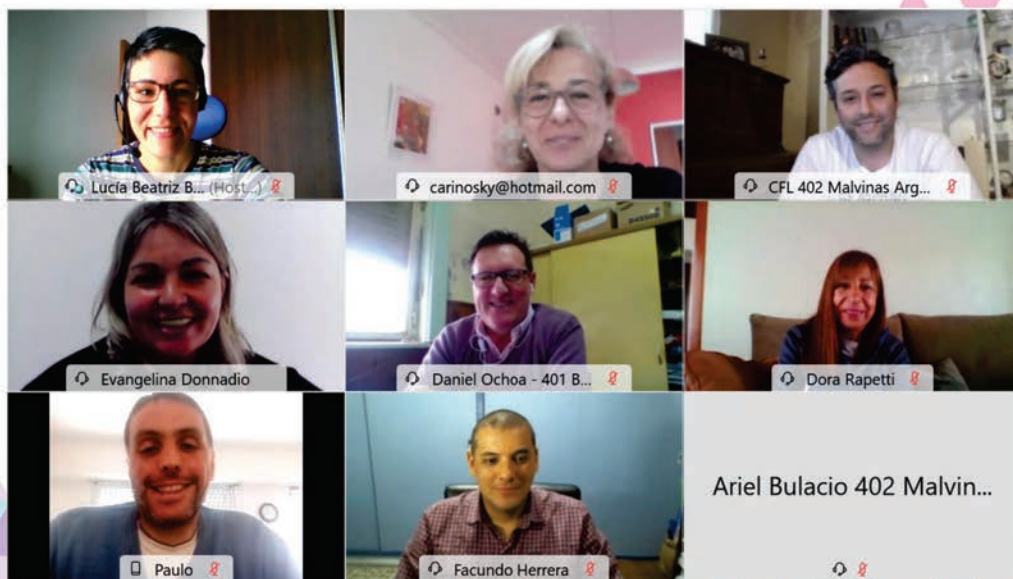 Lucía Beatriz B... (Host...)
carinosky@hotmail.com
CFL 402 Malvinas Arg...
Evangelina Donnadio
Daniel Ochoa - 401 B...
Dora Rapetti
Paulo
Facundo Herrera
Ariel Bulacio 402 Malvin...